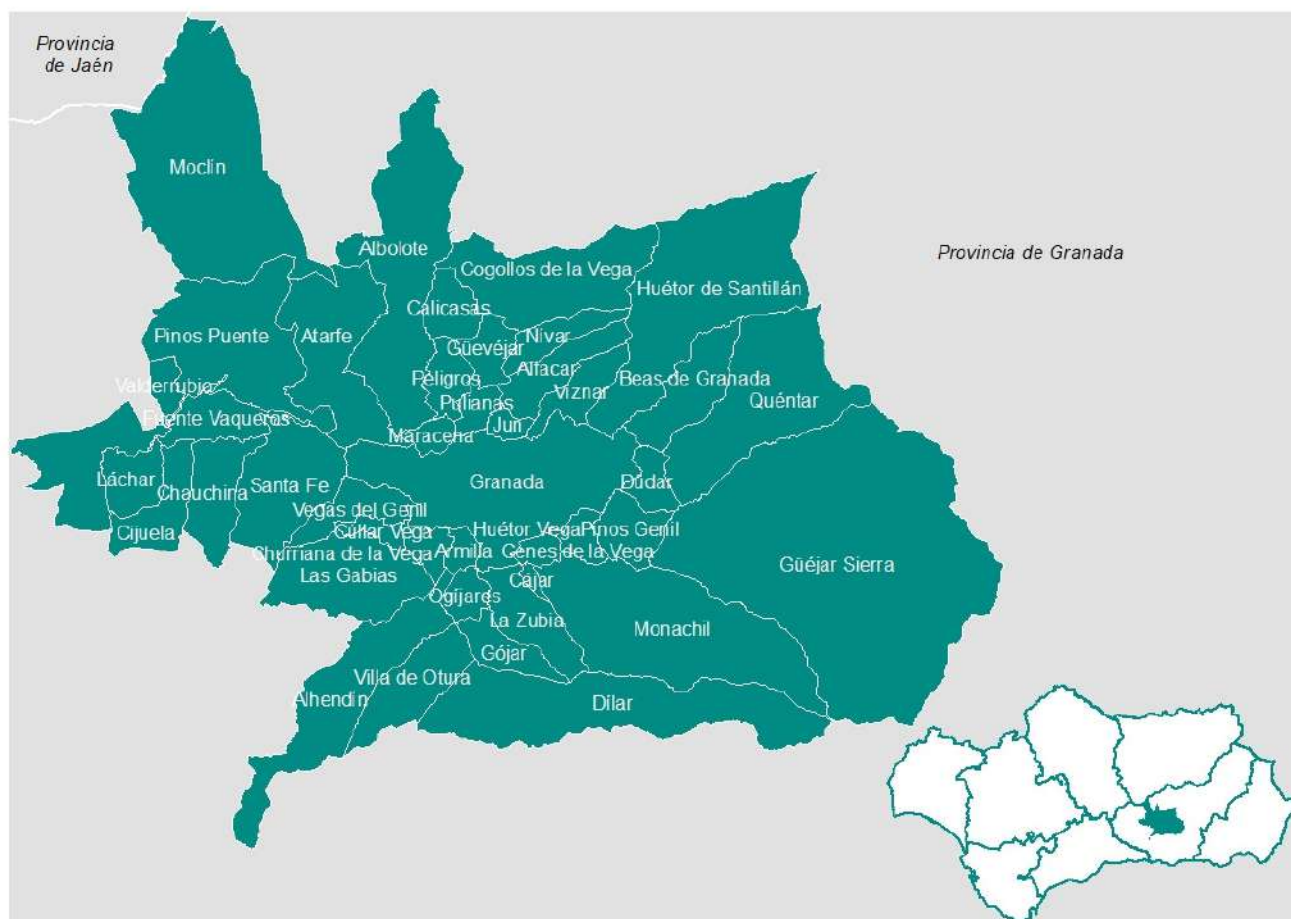 Provincia
de Jaén
Moclín
Albolote
Provincia de Granada
Cogollos de la Vega
Huétor de Santillán
Calicasas
Pinos Puente
Atarfe
Nívar
Güevéjar
Alfacar
Valderrubio
Peligros
Víznar
Beas de Granada
Pulianas
Quéntar
Fuente Vaqueros
Jun
Maracena
Láchar
Chauchina
Santa Fe
Granada
Dúdar
Vegas del Genil
Cijuela
Cúllar Vega
Huétor Vega
Pinos Genil
Churriana de la Vega
Armilla
Cenes de la Vega
Güéjar Sierra
Las Gabias
Cájar
Ogíjares
La Zubia
Monachil
Gójar
Villa de Otura
Alhendín
Dílar